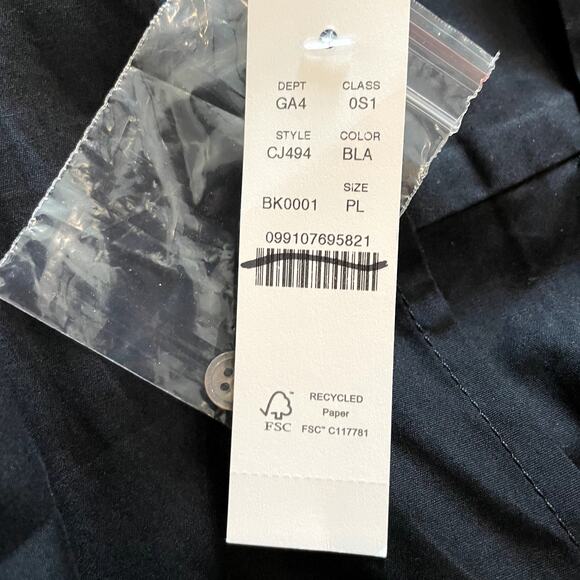 DEPT CLASS
GA4 0S1
STYLE COLOR
CJ494 BLA
SIZE
BK0001 PL
099107695821
RECYCLED
Paper
FSC™ C117781
FSC